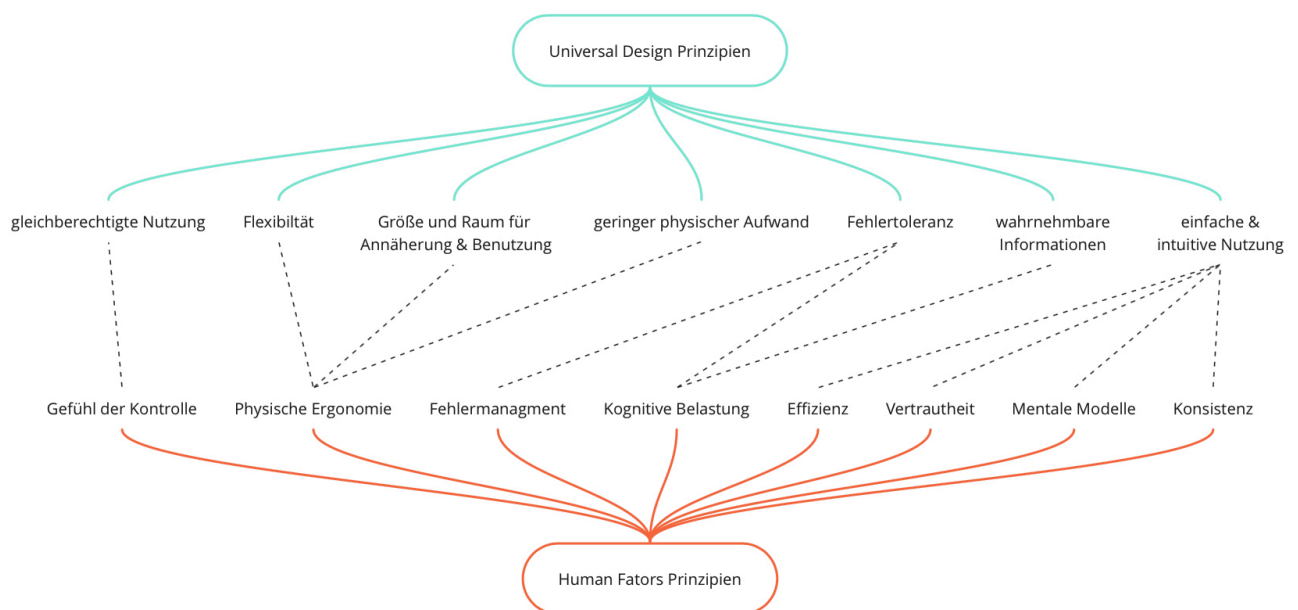 Universal Design Prinzipien
gleichberechtigte Nutzung
Flexibiltät
Größe und Raum für
Annäherung & Benutzung
geringer physischer Aufwand
Fehlertoleranz
wahrnehmbare
Informationen
einfache &
intuitive Nutzung
Gefühl der Kontrolle
Physische Ergonomie
Fehlermanagment
Kognitive Belastung
Effizienz
Vertrautheit
Mentale Modelle
Konsistenz
Human Fators Prinzipien